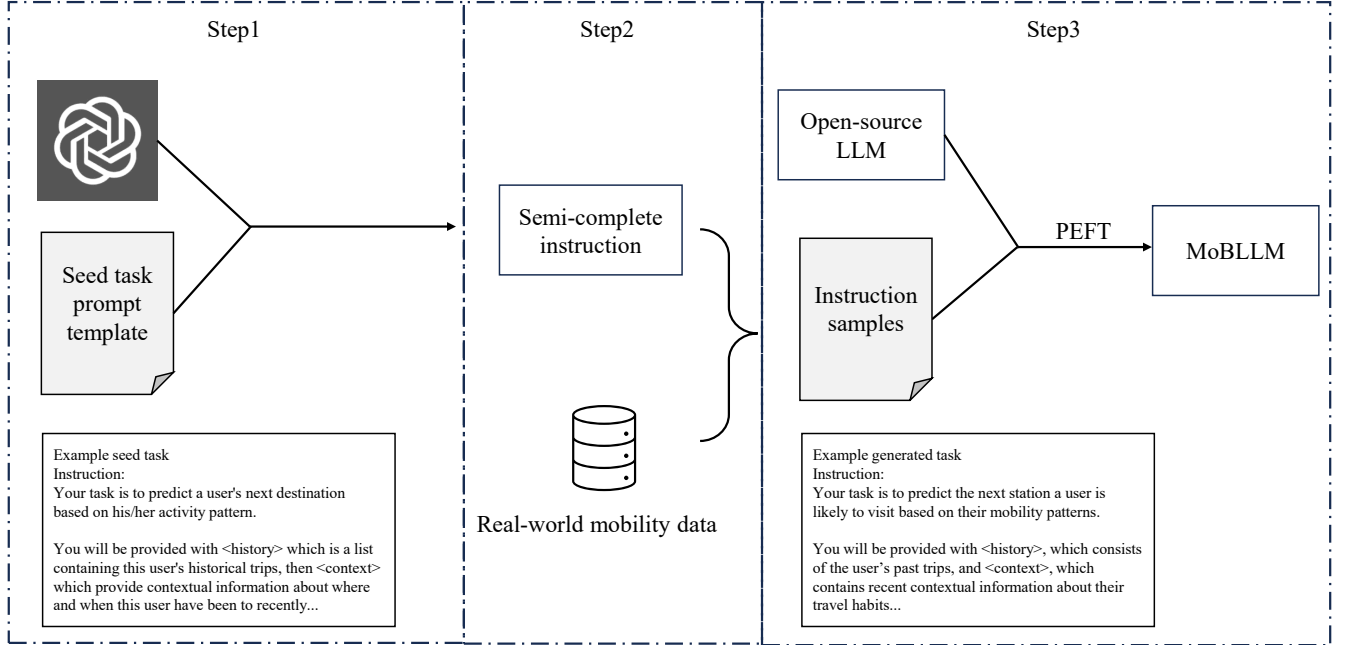 Step1
Seed task
prompt
template
Example seed task
Instruction:
Your task is to predict a user's next destination
based on his/her activity pattern.
You will be provided with <history> which is a list
containing this user's historical trips, then <context>
which provide contextual information about where
and when this user have been to recently...
Step2
Semi-complete
instruction
Real-world mobility data
Step3
Open-source
LLM
Instruction
samples
PEFT
MoBLLM
Example generated task
Instruction:
Your task is to predict the next station a user is
likely to visit based on their mobility patterns.
You will be provided with <history>, which consists
of the user’s past trips, and <context>, which
contains recent contextual information about their
travel habits...